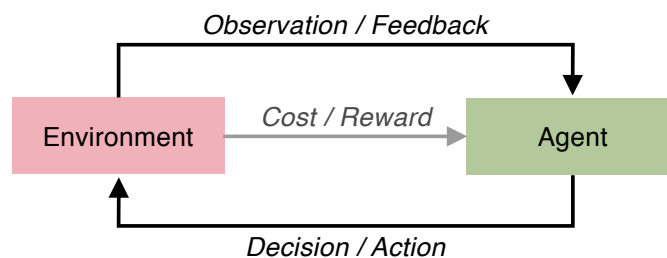 Observation / Feedback
Environment
Cost / Reward
Agent
Decision / Action